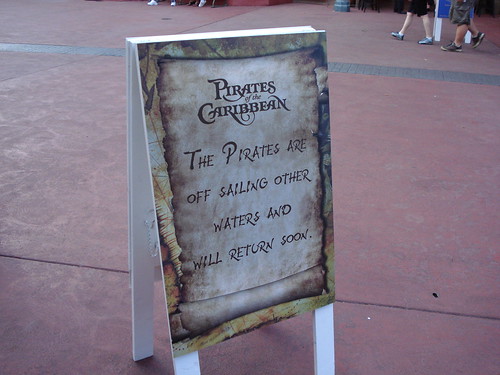 PIRATES
of the
CARIBBEAN
THE PIRATES ARE
OFF SAILING OTHER
WATERS AND
WILL RETURN SOON.